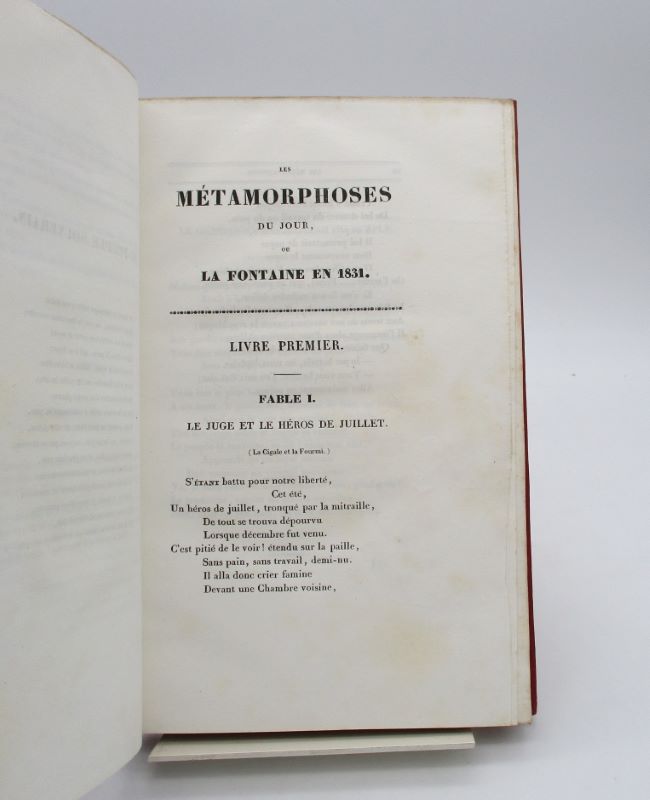 LES
MÉTAMORPHOSES
DU JOUR,
OU
LA FONTAINE EN 1831.
LIVRE PREMIER.
FABLE I.
LE JUGE ET LE HÉROS DE JUILLET.
( La Cigale et la Fourmi. )
S'ÉTANT battu pour notre liberté,
Cet été,
Un héros de juillet, tronqué par la mitraille,
De tout se trouva dépourvu
Lorsque décembre fut venu.
C'est pitié de le voir! étendu sur la paille,
Sans pain, sans travail, demi-nu.
Il alla donc crier famine
Devant une Chambre voisine,